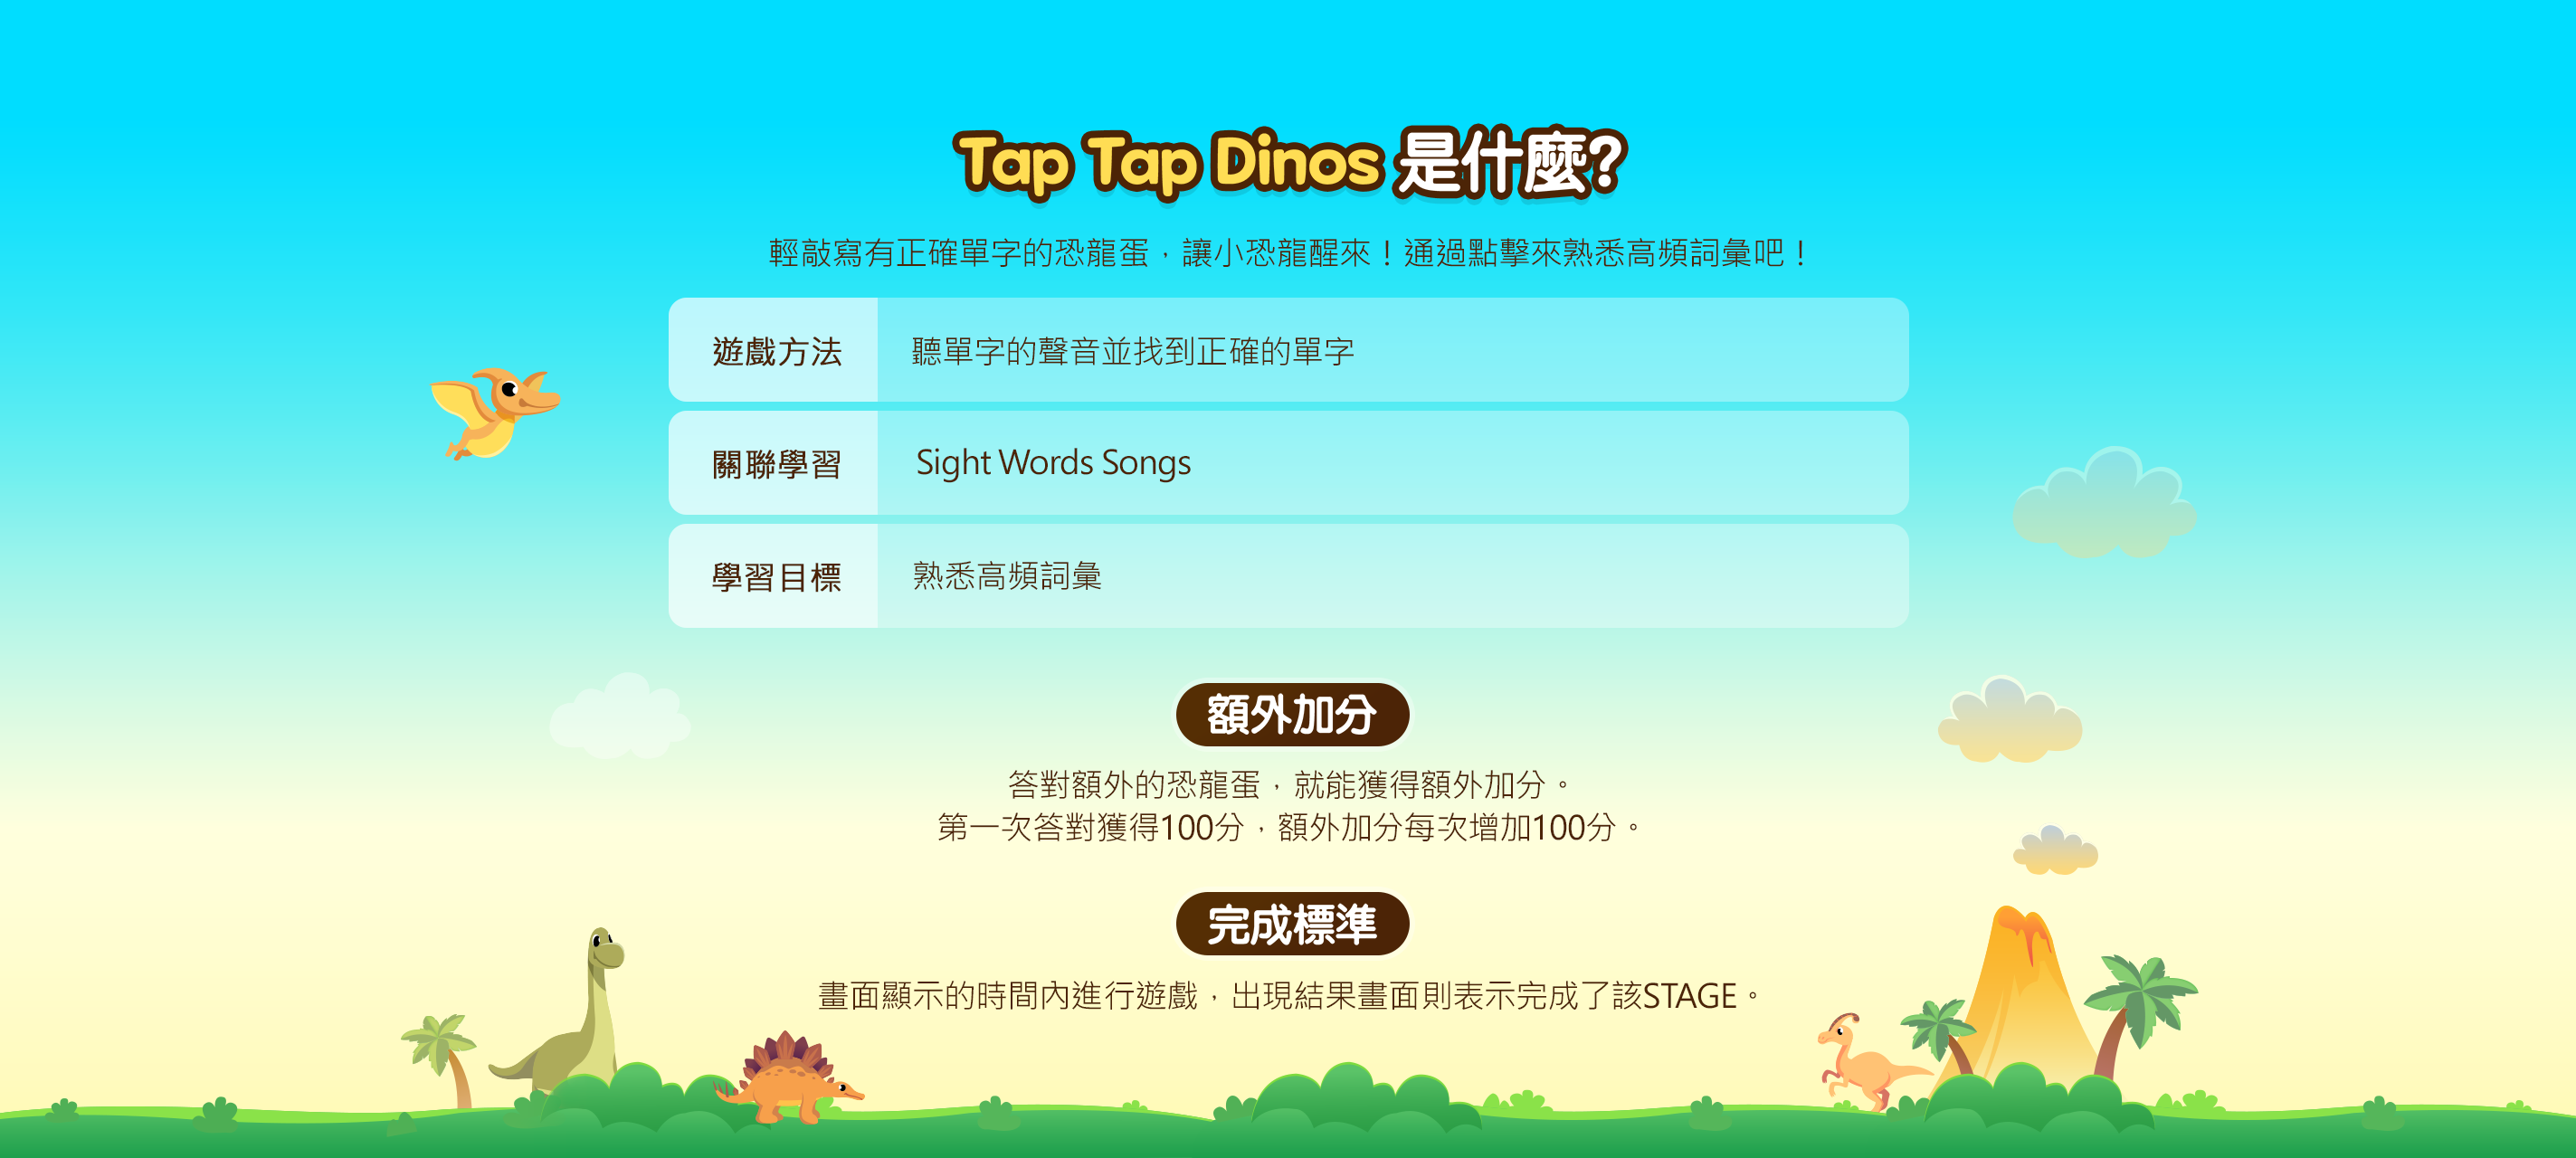 Tap Tap Dinos 是什麼?
輕敲寫有正確單字的恐龍蛋，讓小恐龍醒來！通過點擊來熟悉高頻詞彙吧！
遊戲方法
聽單字的聲音並找到正確的單字
關聯學習
Sight Words Songs
學習目標
熟悉高頻詞彙
額外加分
答對額外的恐龍蛋，就能獲得額外加分。
第一次答對獲得100分，額外加分每次增加100分。
完成標準
畫面顯示的時間內進行遊戲，出現結果畫面則表示完成了該STAGE。